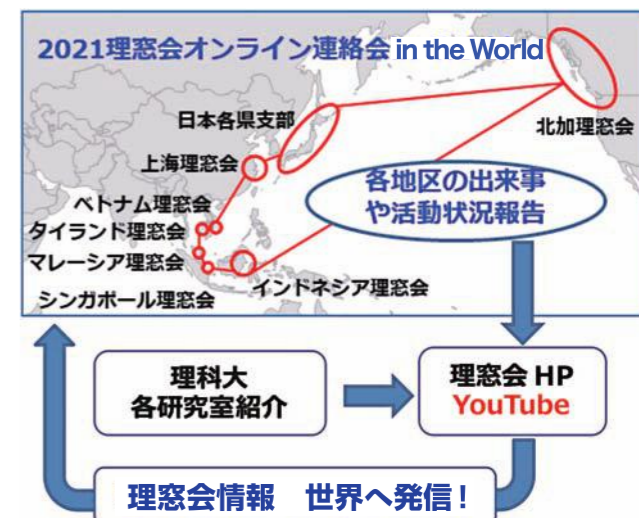 2021理窓会オンライン連絡会 in the World
日本各県支部
北加理窓会
上海理窓会
各地区の出来事
や活動状況報告
ベトナム理窓会
タイランド理窓会
マレーシア理窓会
インドネシア理窓会
シンガポール理窓会
理科大
各研究室紹介
理窓会 HP
YouTube
理窓会情報 世界へ発信！